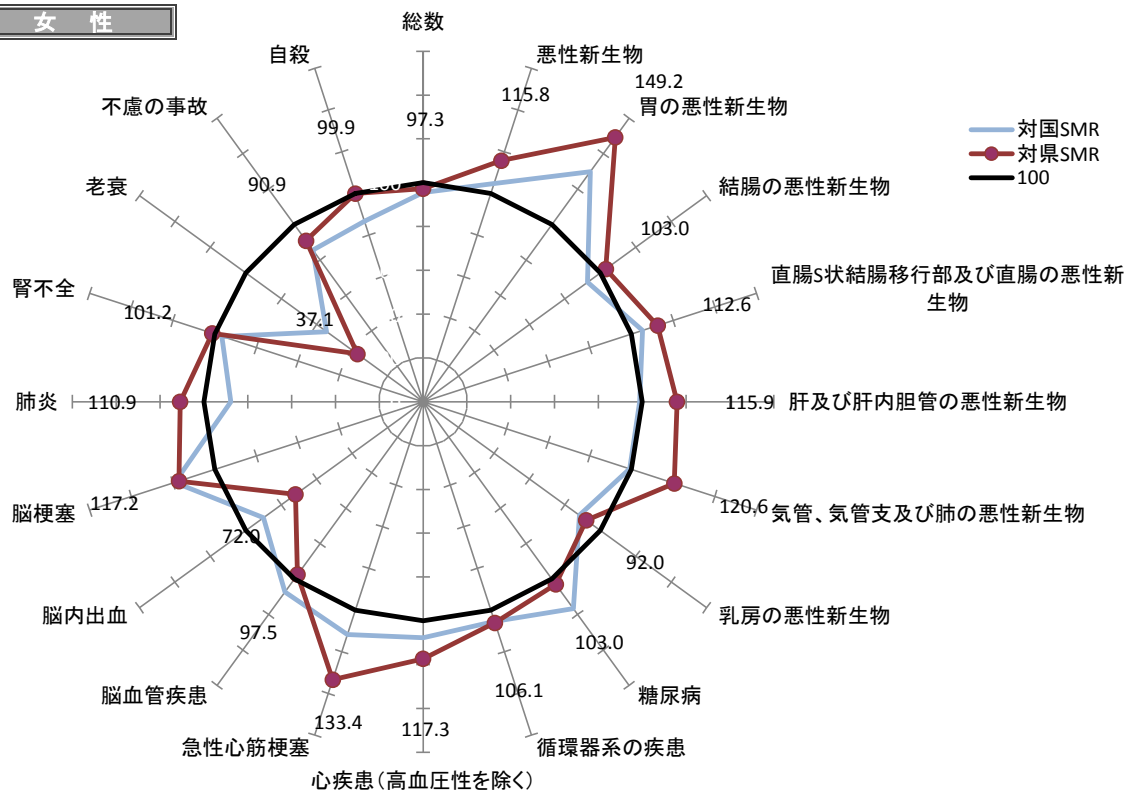 女 性
総数
97.3
悪性新生物
115.8
149.2
胃の悪性新生物
結腸の悪性新生物
103.0
直腸S状結腸移行部及び直腸の悪性新
生物
112.6
115.9
肝及び肝内胆管の悪性新生物
120.6
気管、気管支及び肺の悪性新生物
92.0
乳房の悪性新生物
103.0
糖尿病
106.1
循環器系の疾患
117.3
心疾患(高血圧性を除く)
133.4
急性心筋梗塞
97.5
脳血管疾患
72.0
脳内出血
117.2
脳梗塞
110.9
肺炎
101.2
腎不全
37.1
老衰
90.9
不慮の事故
99.9
自殺
100
対国SMR
対県SMR
100